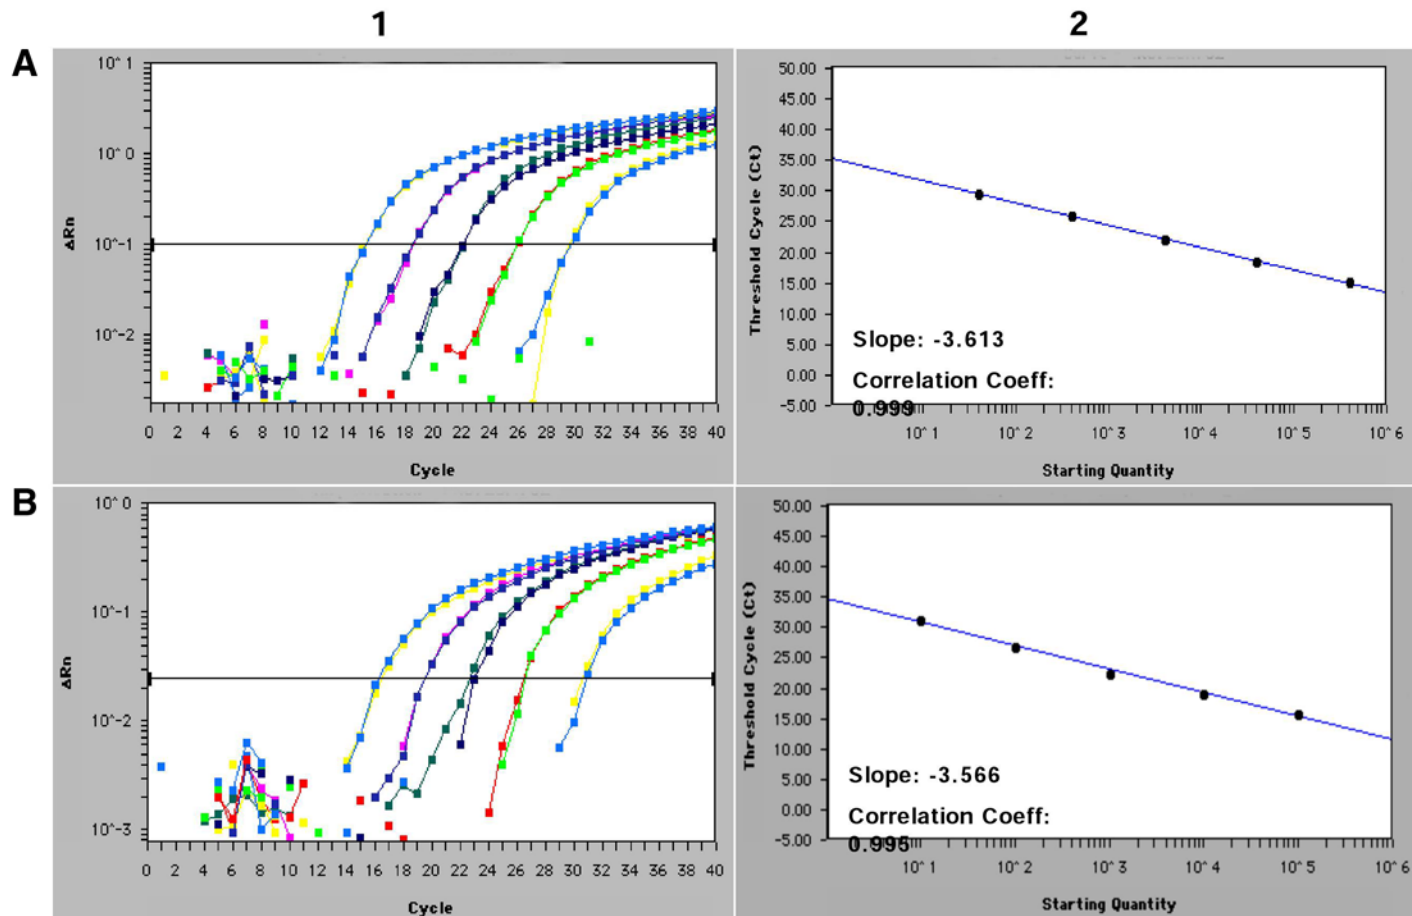 1 2
A
10^1
10^0
10^-1
10^-2
ΔRn
0 2 4 6 8 10 12 14 16 18 20 22 24 26 28 30 32 34 36 38 40
Cycle
50.00
45.00
40.00
35.00
30.00
25.00
20.00
15.00
10.00
5.00
0.00
-5.00
Threshold Cycle (Ct)
Slope: -3.613
Correlation Coeff:
0.999
10^1 10^2 10^3 10^4 10^5 10^6
Starting Quantity
B
10^0
10^-1
10^-2
10^-3
ΔRn
0 2 4 6 8 10 12 14 16 18 20 22 24 26 28 30 32 34 36 38 40
Cycle
50.00
45.00
40.00
35.00
30.00
25.00
20.00
15.00
10.00
5.00
0.00
-5.00
Threshold Cycle (Ct)
Slope: -3.566
Correlation Coeff:
0.995
10^1 10^2 10^3 10^4 10^5 10^6
Starting Quantity